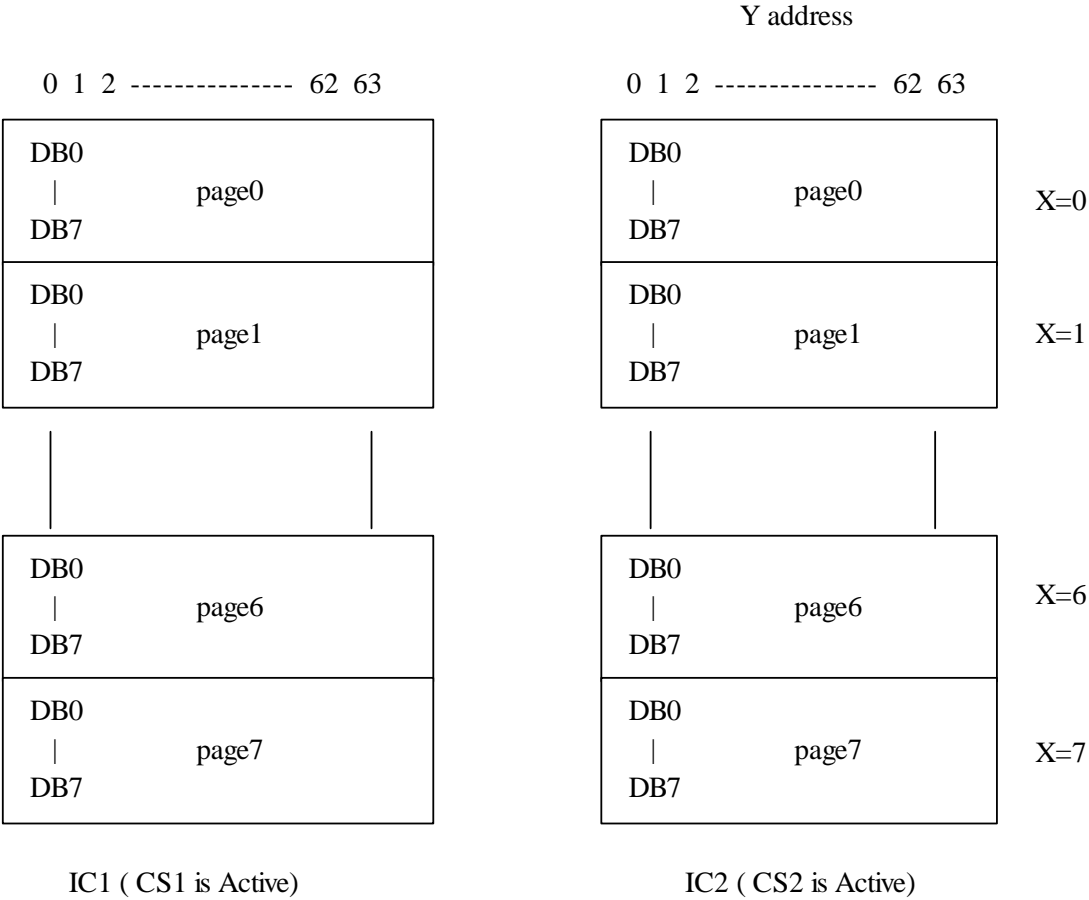 Y address
0 1 2 --------------- 62 63 0 1 2 --------------- 62 63
DB0 DB0
| page0 | page0 X=0
DB7 DB7
DB0 DB0
| page1 | page1 X=1
DB7 DB7
DB0 DB0
| page6 | page6 X=6
DB7 DB7
DB0 DB0
| page7 | page7 X=7
DB7 DB7
IC1 ( CS1 is Active) IC2 ( CS2 is Active)